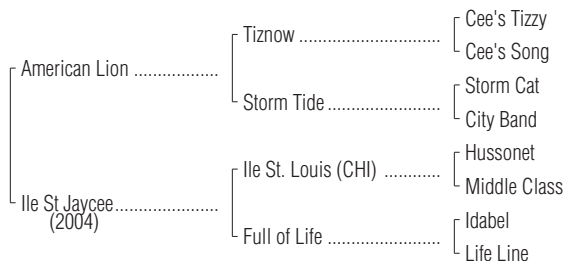 Cee's Tizzy
Tiznow ........................................
Cee's Song
American Lion ..................
Storm Cat
Storm Tide ................................
City Band
Hussonet
Ile St. Louis (CHI) ................
Middle Class
Ile St Jaycee......................
(2004)
Idabel
Full of Life ................................
Life Line